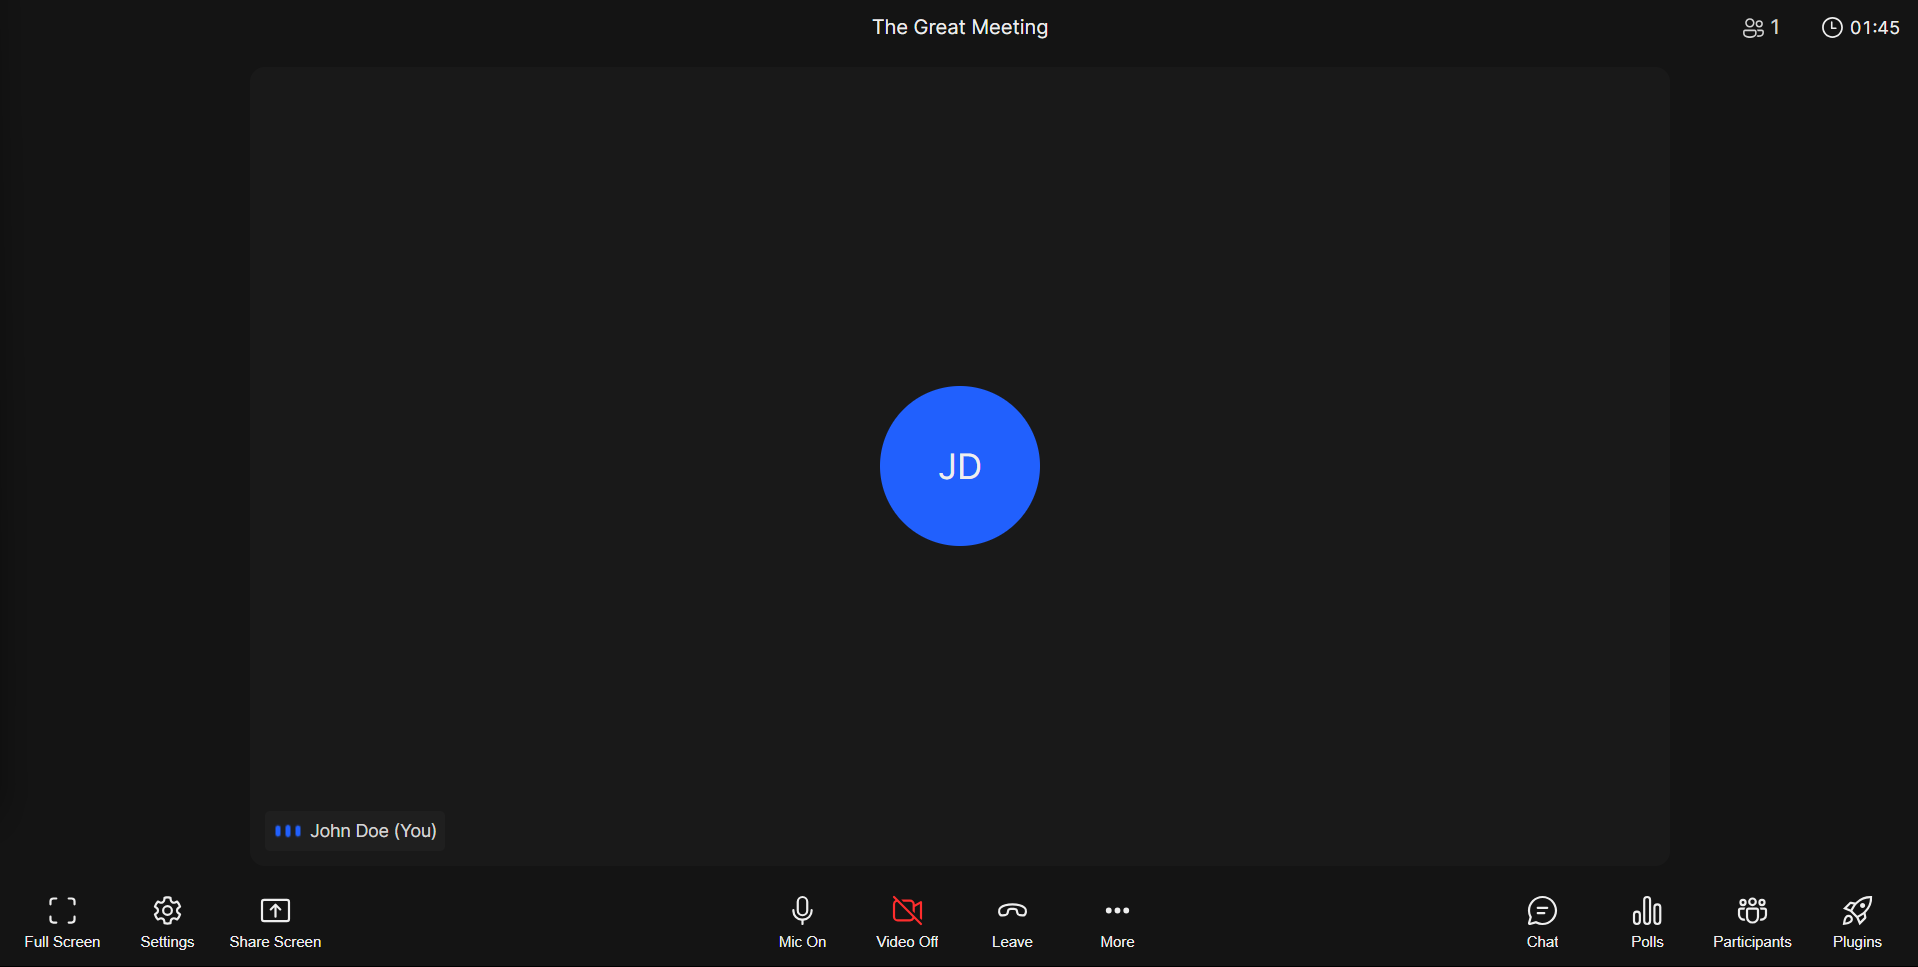 The Great Meeting
1
01:45
JD
John Doe (You)
Full Screen
Settings
Share Screen
Mic On
Video Off
Leave
More
Chat
Polls
Participants
Plugins